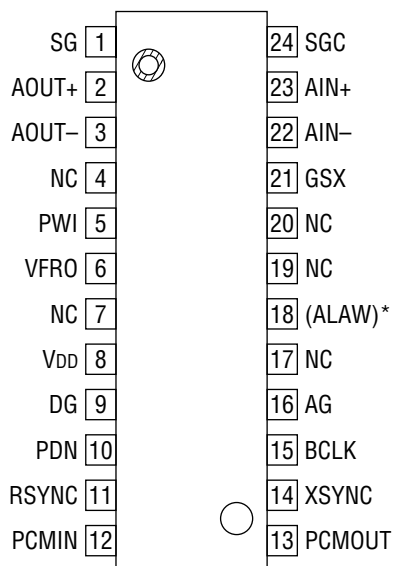 SG 1 24 SGC
AOUT+ 2 23 AIN+
AOUT– 3 22 AIN–
NC 4 21 GSX
PWI 5 20 NC
VFRO 6 19 NC
NC 7 18 (ALAW)*
VDD 8 17 NC
DG 9 16 AG
PDN 10 15 BCLK
RSYNC 11 14 XSYNC
PCMIN 12 13 PCMOUT